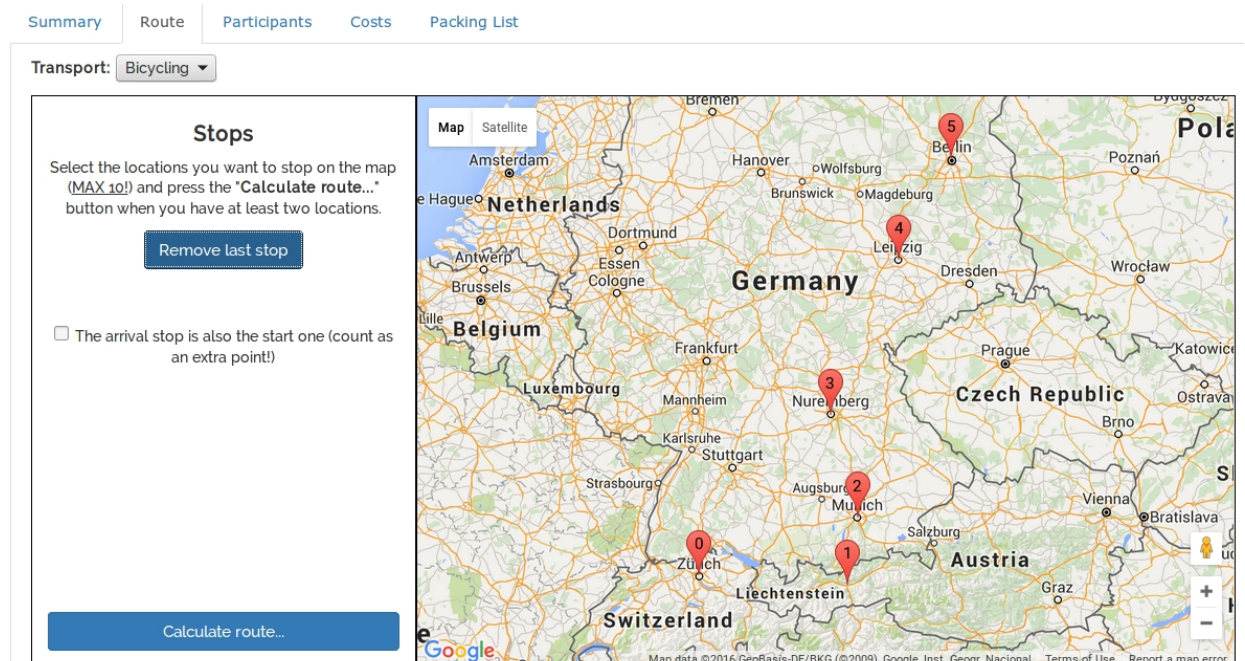 Summary
Route
Participants
Costs
Packing List
Transport:
Bicycling
Stops
Select the locations you want to stop on the map
(MAX 10!) and press the "Calculate route..."
button when you have at least two locations.
Remove last stop
The arrival stop is also the start one (count as
an extra point!)
Calculate route...
Map
Satellite
Bremen
5
Berlin
Poznań
Amsterdam
Hanover
Wolfsburg
Brunswick
Magdeburg
Netherlands
Dortmund
4
Leipzig
Antwerp
Essen
Cologne
Brussels
Germany
Dresden
Wrocław
Lille
Belgium
Frankfurt
Prague
Katowice
Luxembourg
3
Mannheim
Nuremberg
Czech Republic
Ostrava
Brno
Karlsruhe
Stuttgart
Strasbourg
Augsburg
2
Munich
Vienna
Bratislava
Salzburg
0
Zürich
1
Austria
Liechtenstein
Graz
Switzerland
+
−
Google
Map data ©2016 GeoBasis-DE/BKG (©2009), Google, Inst. Geogr. Nacional
Terms of Use
Report a map error